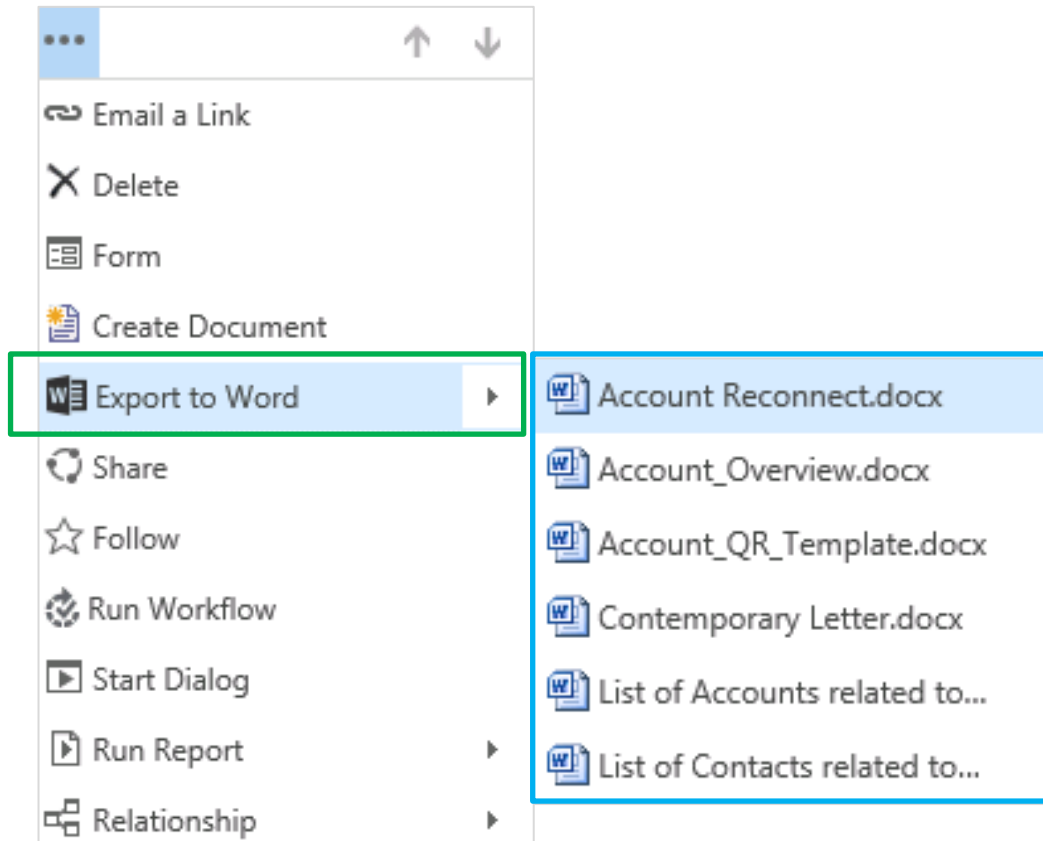 •••
Email a Link
Delete
Form
Create Document
Export to Word
Share
Follow
Run Workflow
Start Dialog
Run Report
Relationship
Account Reconnect.docx
Account_Overview.docx
Account_QR_Template.docx
Contemporary Letter.docx
List of Accounts related to...
List of Contacts related to...